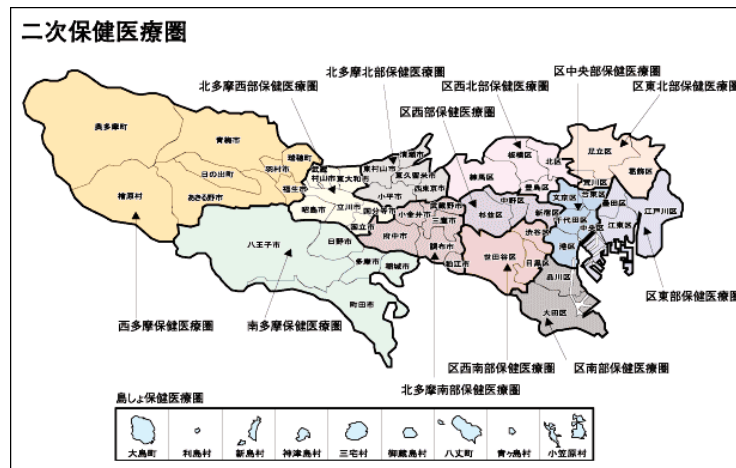 二次保健医療圏
北多摩北部保健医療圏
区中央部保健医療圏
北多摩西部保健医療圏
区西北部保健医療圏
区東北部保健医療圏
区西部保健医療圏
奥多摩町
青梅市
瑞穂町
日の出町
羽村市
福生市
檜原村
あきる野市
武蔵
村山市
東大和市
東村山市
清瀬市
東久留米市
小平市
西東京市
昭島市
立川市
国分寺市
国立市
小金井市
武蔵野市
三鷹市
府中市
調布市
狛江市
八王子市
日野市
多摩市
稲城市
町田市
練馬区
板橋区
北区
豊島区
足立区
荒川区
葛飾区
中野区
杉並区
新宿区
文京区
台東区
千代田区
中央区
港区
墨田区
江東区
江戸川区
渋谷区
世田谷区
目黒区
品川区
大田区
区東部保健医療圏
西多摩保健医療圏
南多摩保健医療圏
区西南部保健医療圏
区南部保健医療圏
北多摩南部保健医療圏
島しょ保健医療圏
大島町
利島村
新島村
神津島村
三宅村
御蔵島村
八丈町
青ヶ島村
小笠原村